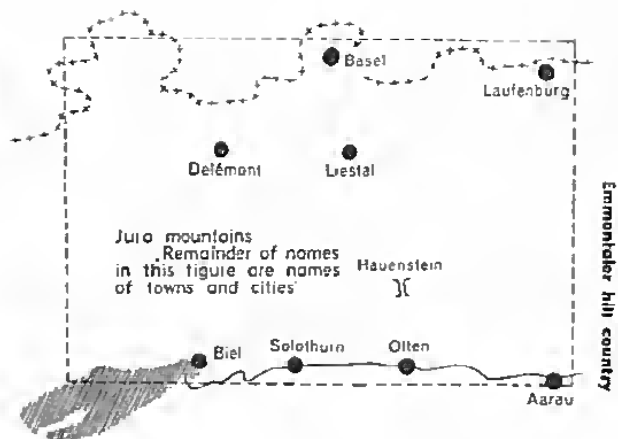 Basel
Laufenburg
Delémont
Liestal
Jura mountains
Remainder of names
in this figure are names
of towns and cities
Hauenstein
Biel
Solothurn
Olten
Aarau
Emmentaler hill country